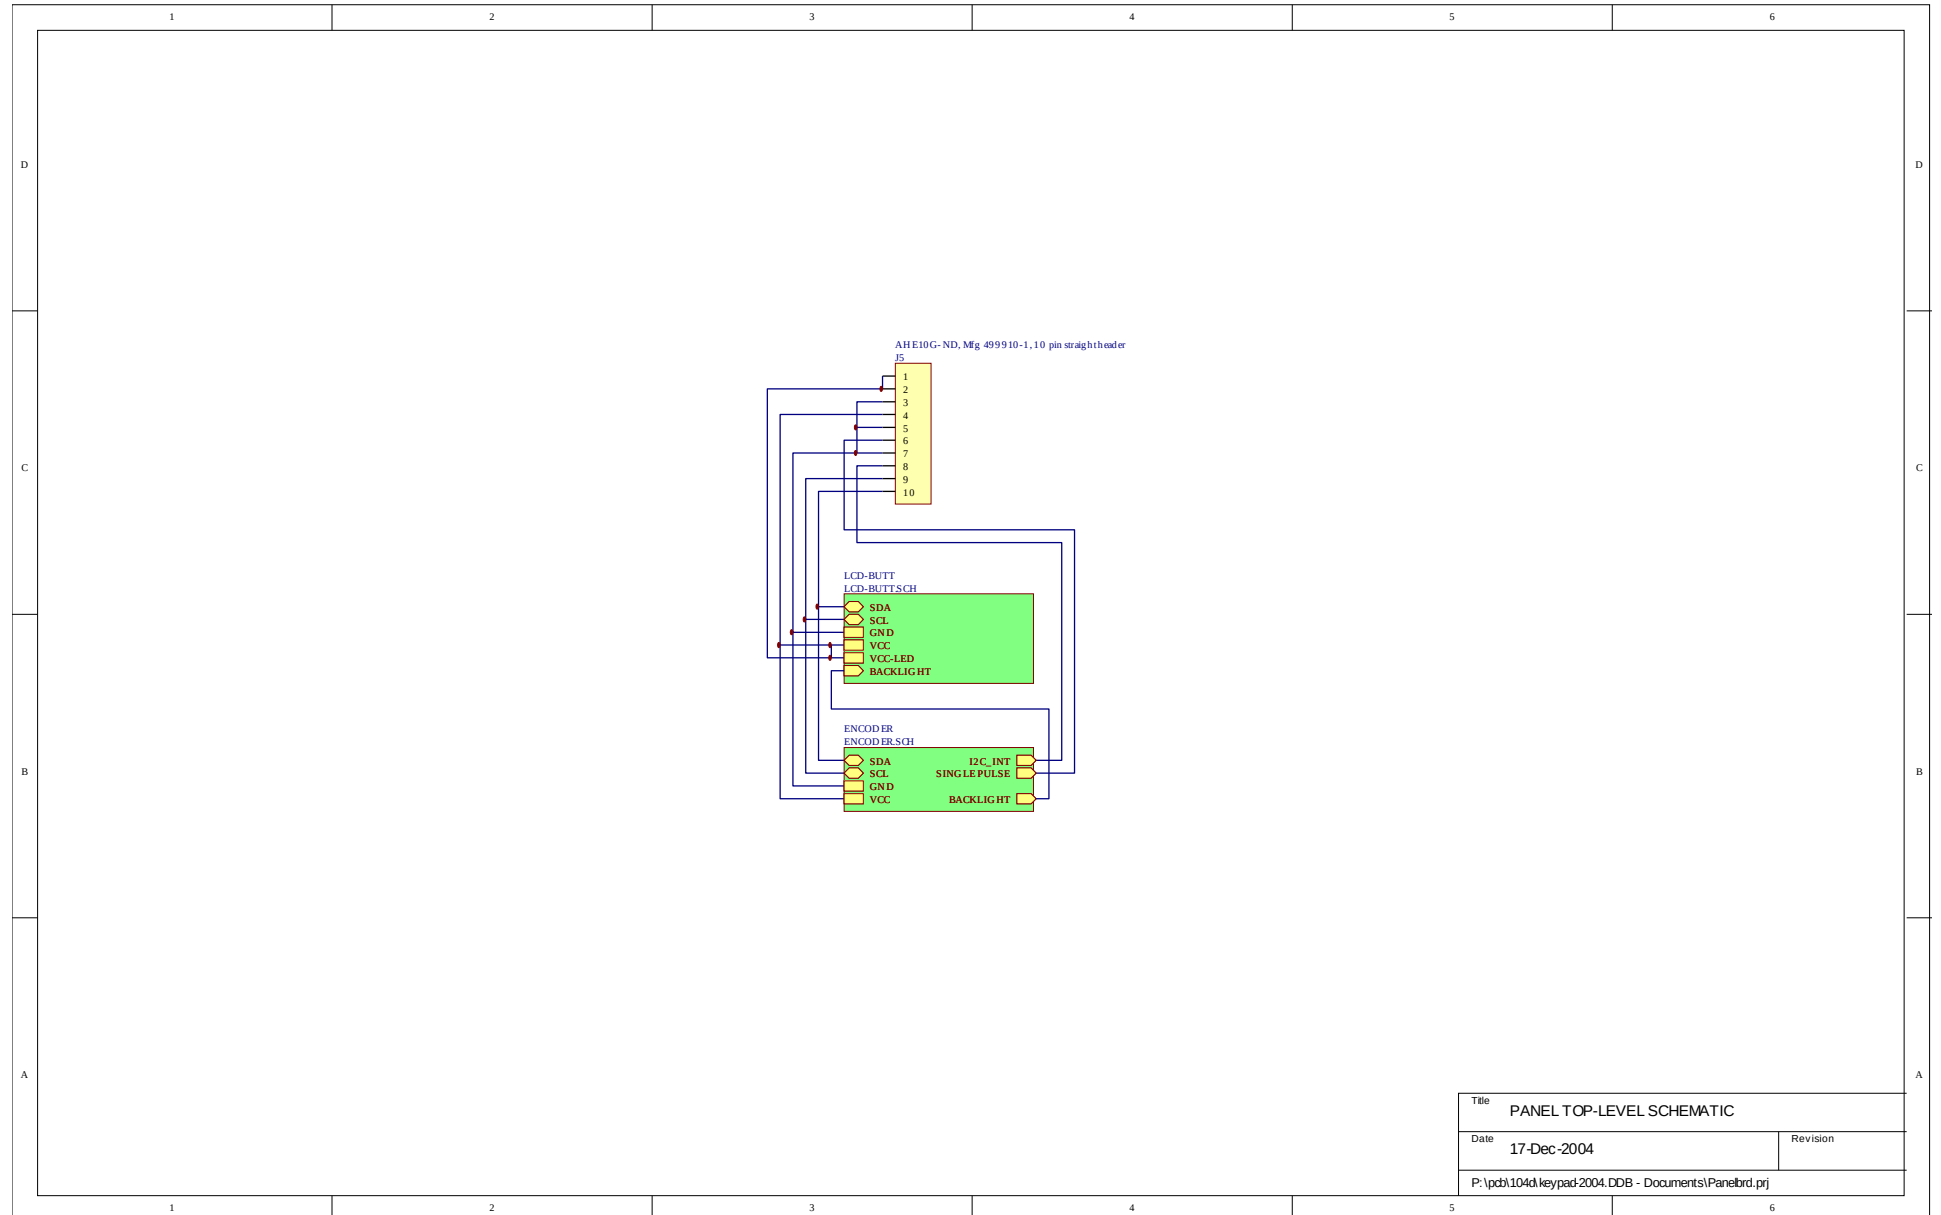 1 2 3 4 5 6
D D
AHE10G-ND, Mfg 499910-1, 10 pin straight header
J5
1
2
3
4
5
6
7
8
9
10
C C
LCD-BUTT
LCD-BUTT.SCH
SDA
SCL
GND
VCC
VCC-LED
BACKLIGHT
ENCODER
ENCODER.SCH
SDA I2C_INT
SCL SINGLEPULSE
GND
VCC BACKLIGHT
B B
A A
Title PANEL TOP-LEVEL SCHEMATIC
Date 17-Dec-2004 Revision
P:\pcb\104d\keypad-2004.DDB - Documents\Panelbrd.prj
1 2 3 4 5 6